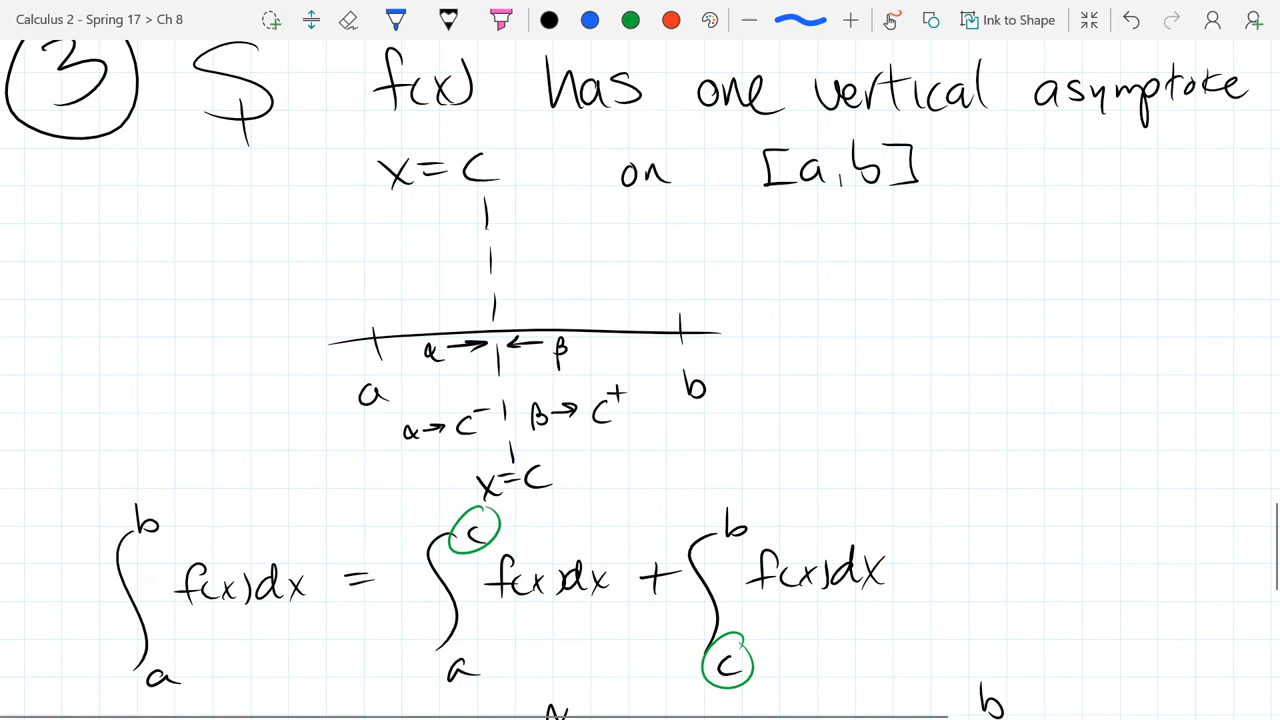 Calculus 2 - Spring 17 > Ch 8
Ink to Shape
③ S f(x) has one vertical asymptote
x=C on [a,b]
α → ← β
a b
α→C⁻ β→C⁺
x=C
∫_a^b f(x)dx = ∫_a^c f(x)dx + ∫_c^b f(x)dx
b